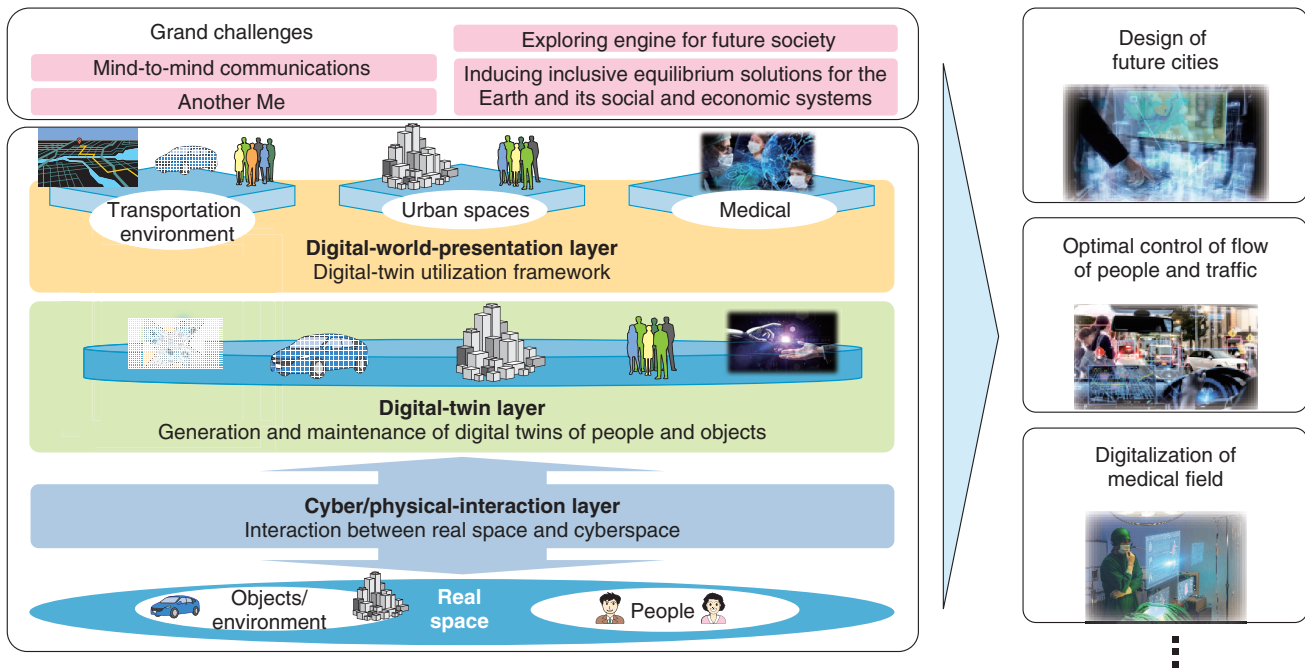 Grand challenges
Mind-to-mind communications
Another Me
Exploring engine for future society
Inducing inclusive equilibrium solutions for the
Earth and its social and economic systems
Transportation
environment
Urban spaces
Medical
Digital-world-presentation layer
Digital-twin utilization framework
Digital-twin layer
Generation and maintenance of digital twins of people and objects
Cyber/physical-interaction layer
Interaction between real space and cyberspace
Objects/
environment
Real
space
People
Design of
future cities
Optimal control of flow
of people and traffic
Digitalization of
medical field